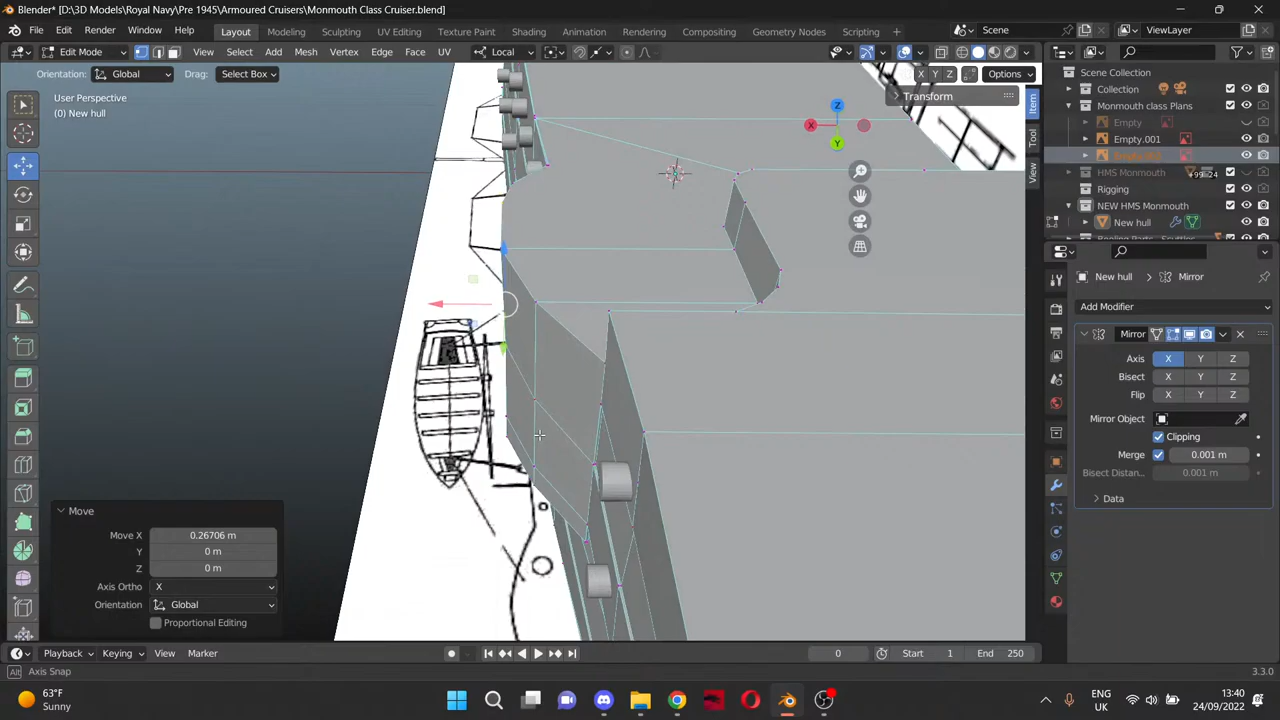 Blender* [D:\3D Models\Royal Navy\Pre 1945\Armoured Cruisers\Monmouth Class Cruiser.blend]
File Edit Render Window Help Layout Modeling Sculpting UV Editing Texture Paint Shading Animation Rendering Compositing Geometry Nodes Scripting Scene ViewLayer
Edit Mode View Select Add Mesh Vertex Edge Face UV Local
Orientation: Global Drag: Select Box X Y Z Options
User Perspective
(0) New hull
Transform
Item
Tool
View
Z
X
Y
Scene Collection
Collection
Monmouth class Plans
Empty
Empty.001
HMS Monmouth +99-24
Rigging
NEW HMS Monmouth
New hull
New hull Mirror
Add Modifier
Mirror
Axis X Y Z
Bisect X Y Z
Flip X Y Z
Mirror Object
Clipping
Merge 0.001 m
Bisect Distan... 0.001 m
Data
Move
Move X 0.26706 m
Y 0 m
Z 0 m
Axis Ortho X
Orientation Global
Proportional Editing
Playback Keying View Marker 0 Start 1 End 250
Alt Axis Snap 3.3.0
63°F
Sunny
ENG
UK
13:40
24/09/2022